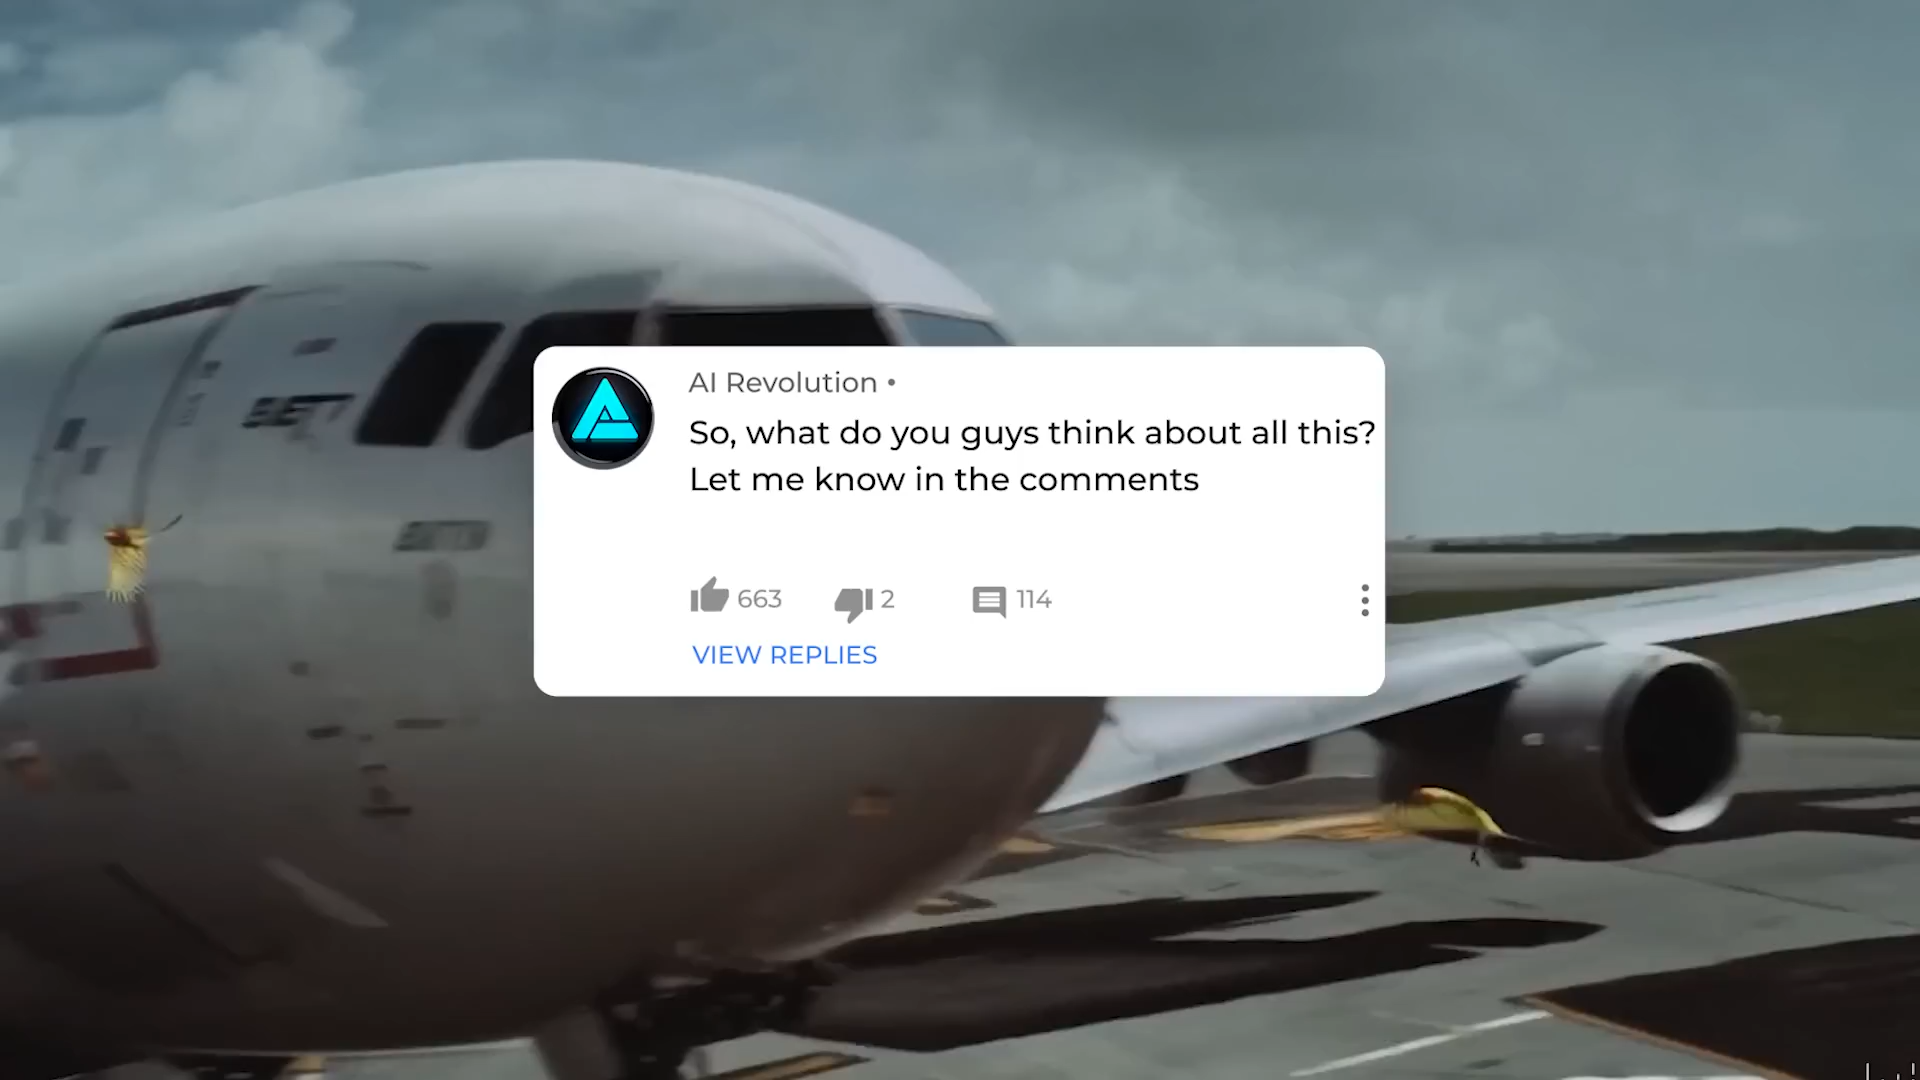 AI Revolution •
So, what do you guys think about all this?
Let me know in the comments
663 2 114
VIEW REPLIES